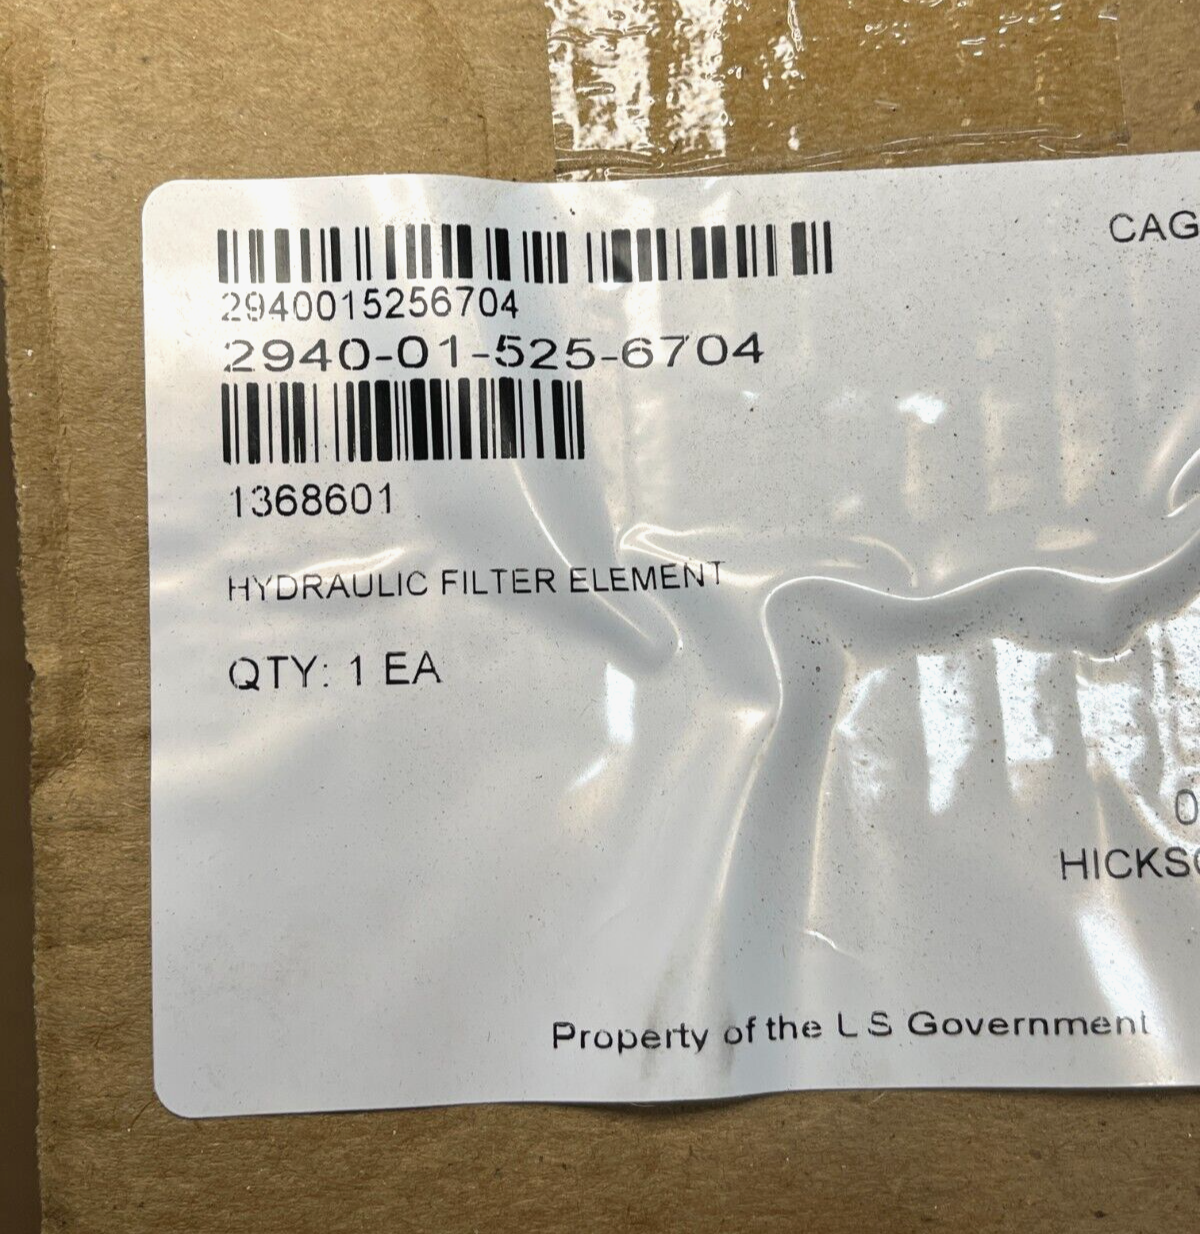 CAG
2940015256704
2940-01-525-6704
1368601
HYDRAULIC FILTER ELEMENT
QTY: 1 EA
0
HICKS
Property of the L S Government